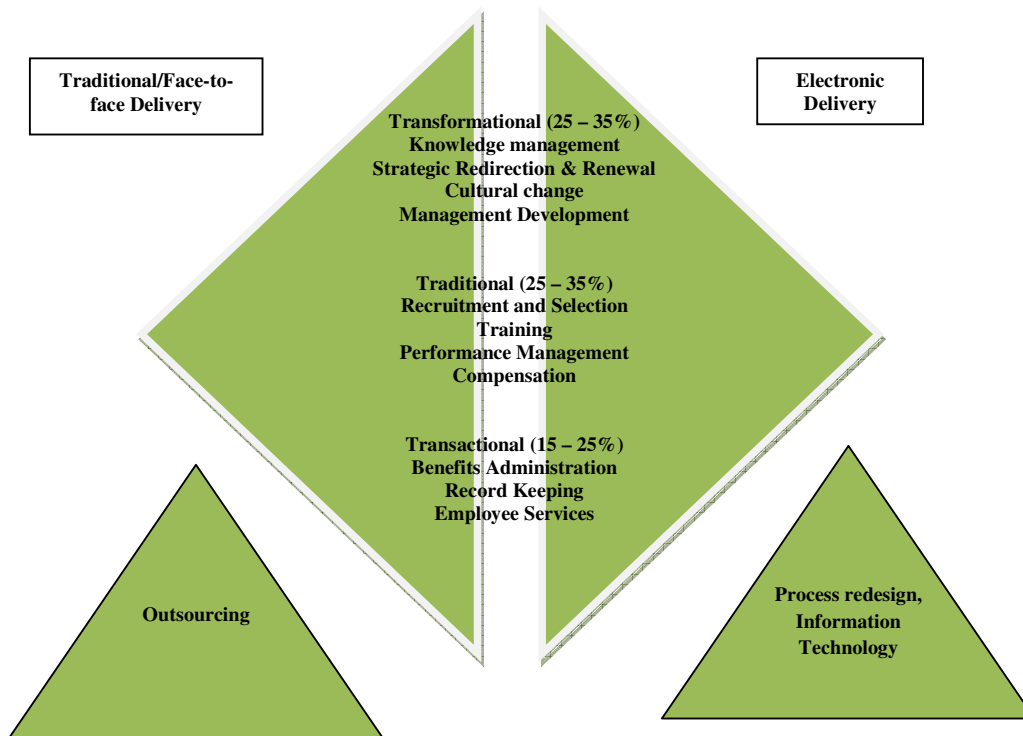 Traditional/Face-to-
face Delivery
Electronic
Delivery
Transformational (25 – 35%)
Knowledge management
Strategic Redirection & Renewal
Cultural change
Management Development
Traditional (25 – 35%)
Recruitment and Selection
Training
Performance Management
Compensation
Transactional (15 – 25%)
Benefits Administration
Record Keeping
Employee Services
Outsourcing
Process redesign,
Information
Technology